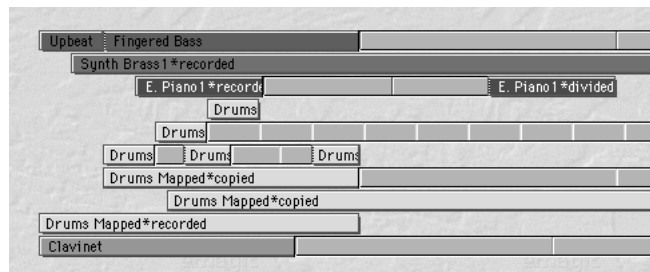 Upbeat Fingered Bass
Synth Brass1*recorded
E. Piano1*recorde E. Piano1*divided
Drums
Drums
Drums Drums Drums
Drums Mapped*copied
Drums Mapped*copied
Drums Mapped*recorded
Clavinet